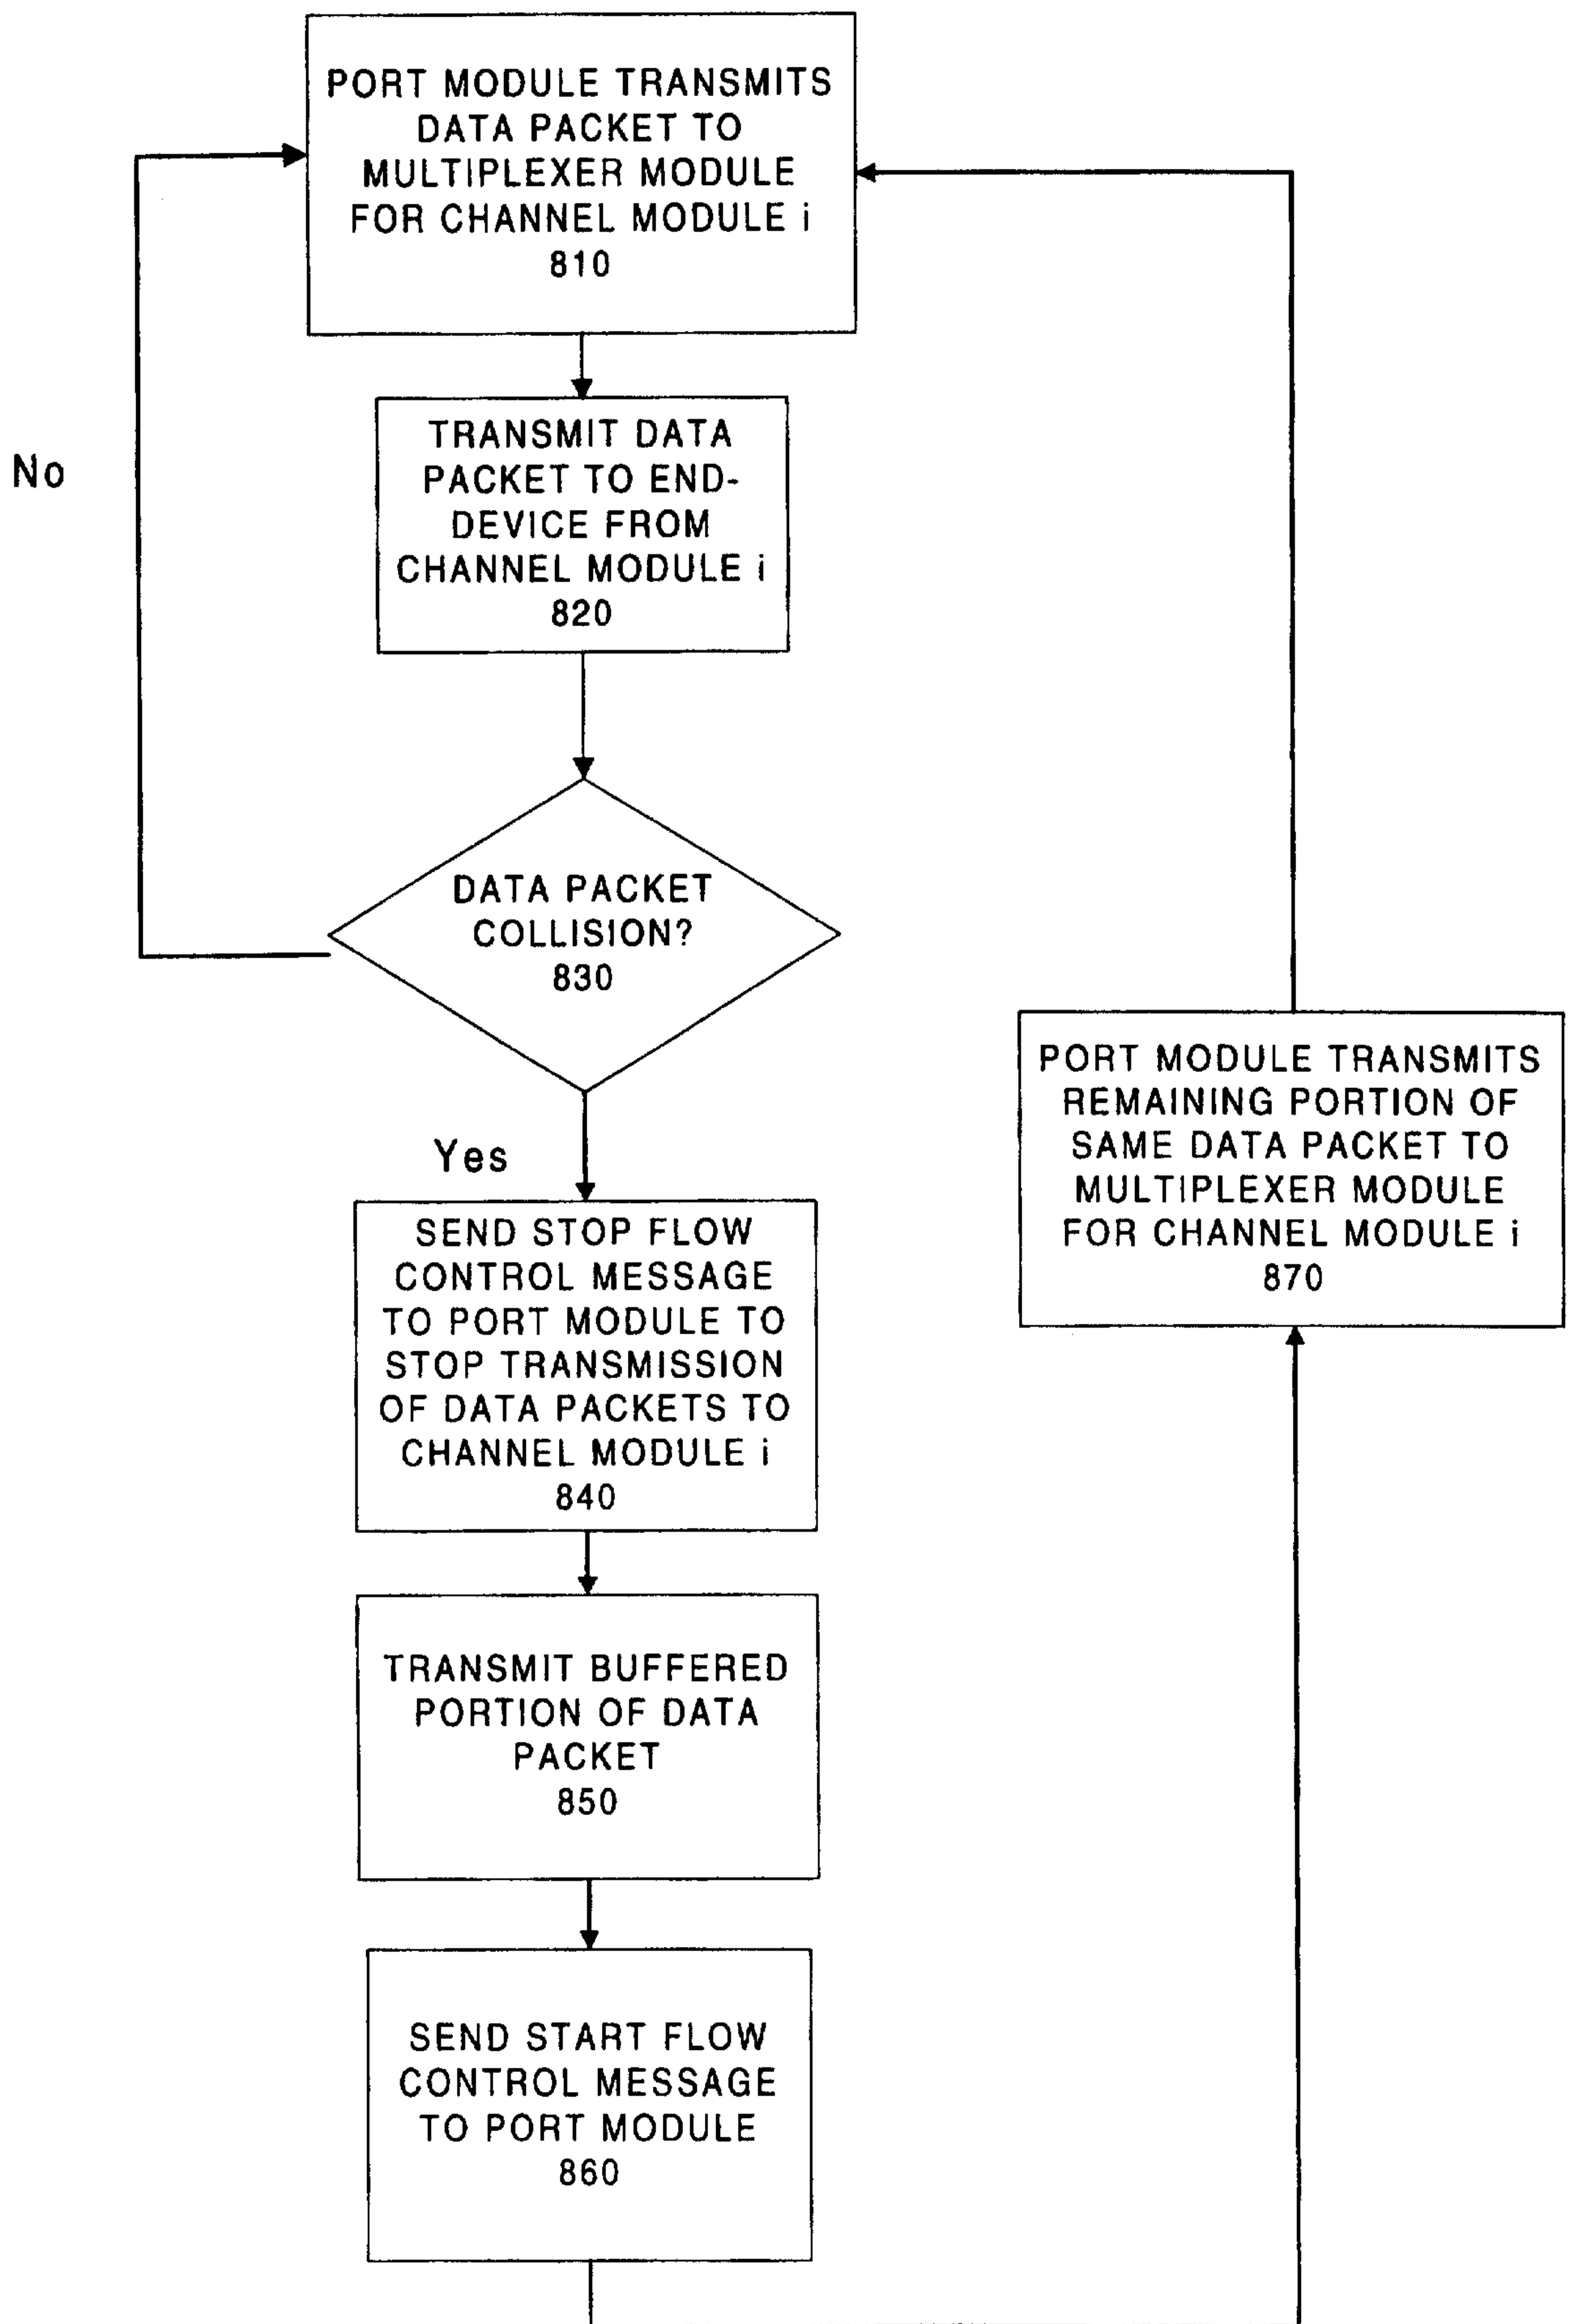 PORT MODULE TRANSMITS
DATA PACKET TO
MULTIPLEXER MODULE
FOR CHANNEL MODULE i
810
TRANSMIT DATA
PACKET TO END-
DEVICE FROM
CHANNEL MODULE i
820
No
DATA PACKET
COLLISION?
830
Yes
SEND STOP FLOW
CONTROL MESSAGE
TO PORT MODULE TO
STOP TRANSMISSION
OF DATA PACKETS TO
CHANNEL MODULE i
840
TRANSMIT BUFFERED
PORTION OF DATA
PACKET
850
SEND START FLOW
CONTROL MESSAGE
TO PORT MODULE
860
PORT MODULE TRANSMITS
REMAINING PORTION OF
SAME DATA PACKET TO
MULTIPLEXER MODULE
FOR CHANNEL MODULE i
870